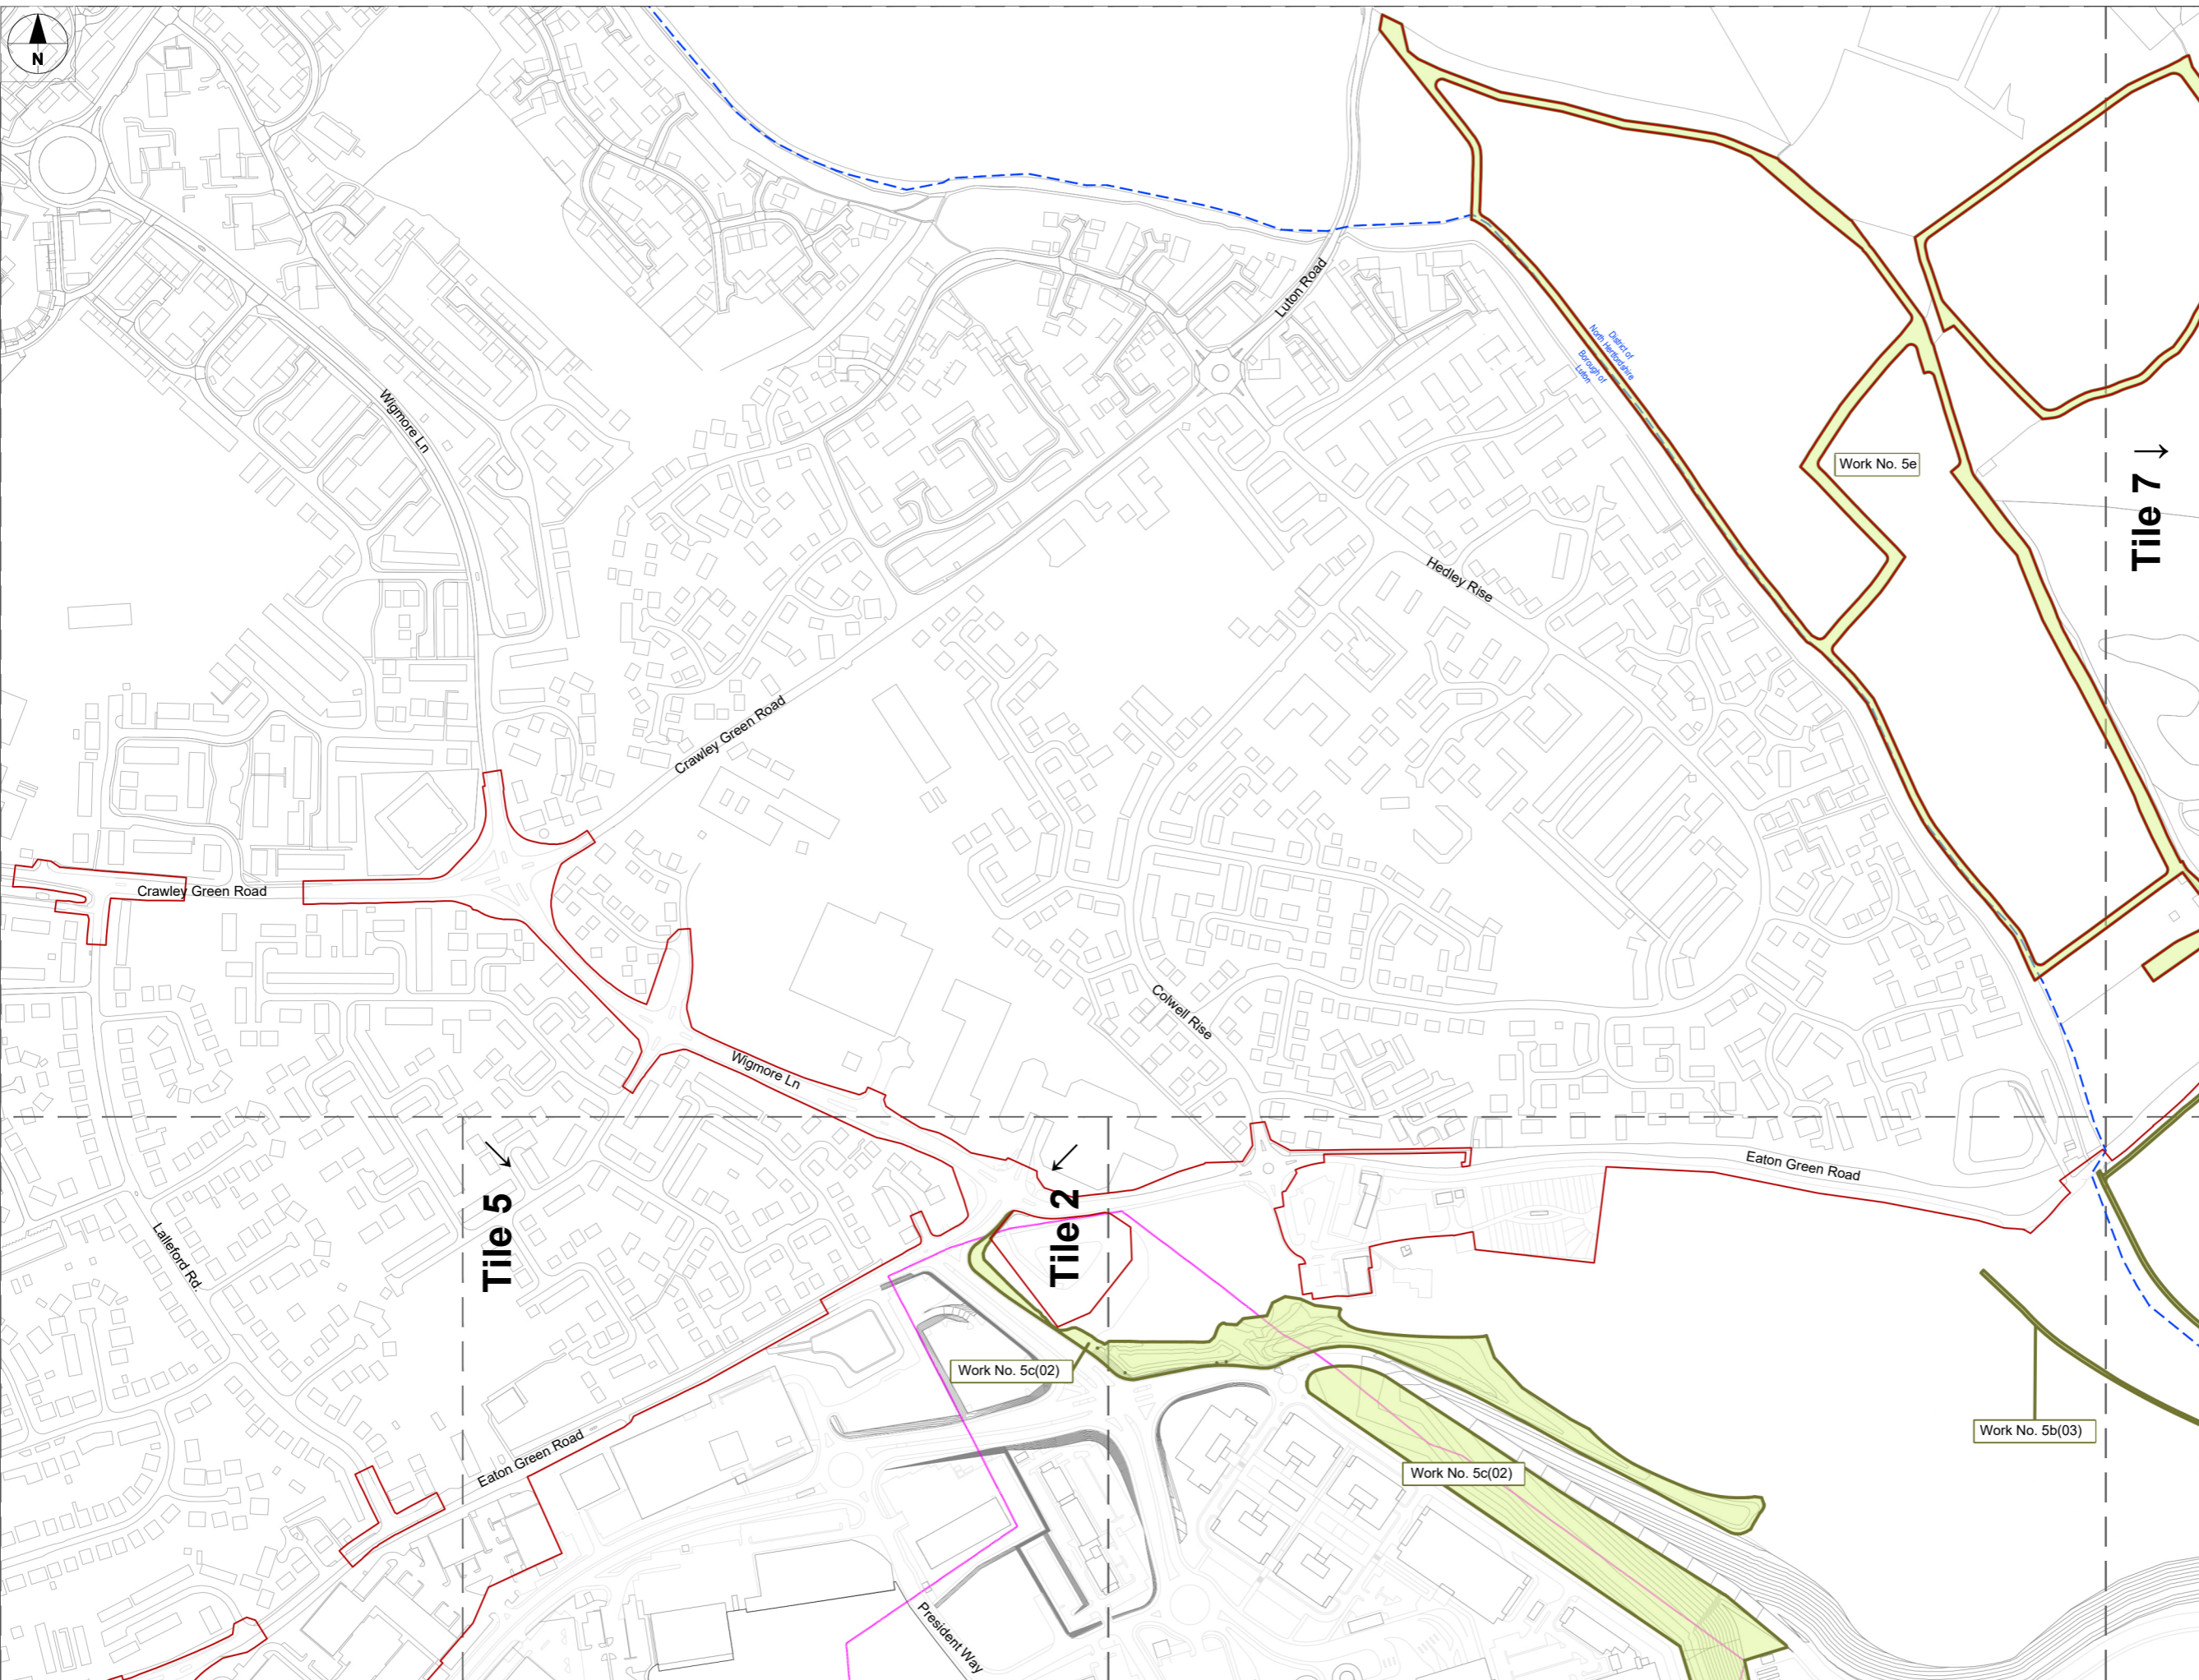 N
Luton Road
District of
North Hertfordshire
Borough of
Luton
Wigmore Ln
Work No. 5e
Tile 7 →
Hedley Rise
Crawley Green Road
Crawley Green Road
Colwell Rise
Wigmore Ln
Eaton Green Road
Tile 5
Tile 2
Lalleford Rd.
Work No. 5c(02)
Work No. 5b(03)
Eaton Green Road
Work No. 5c(02)
President Way